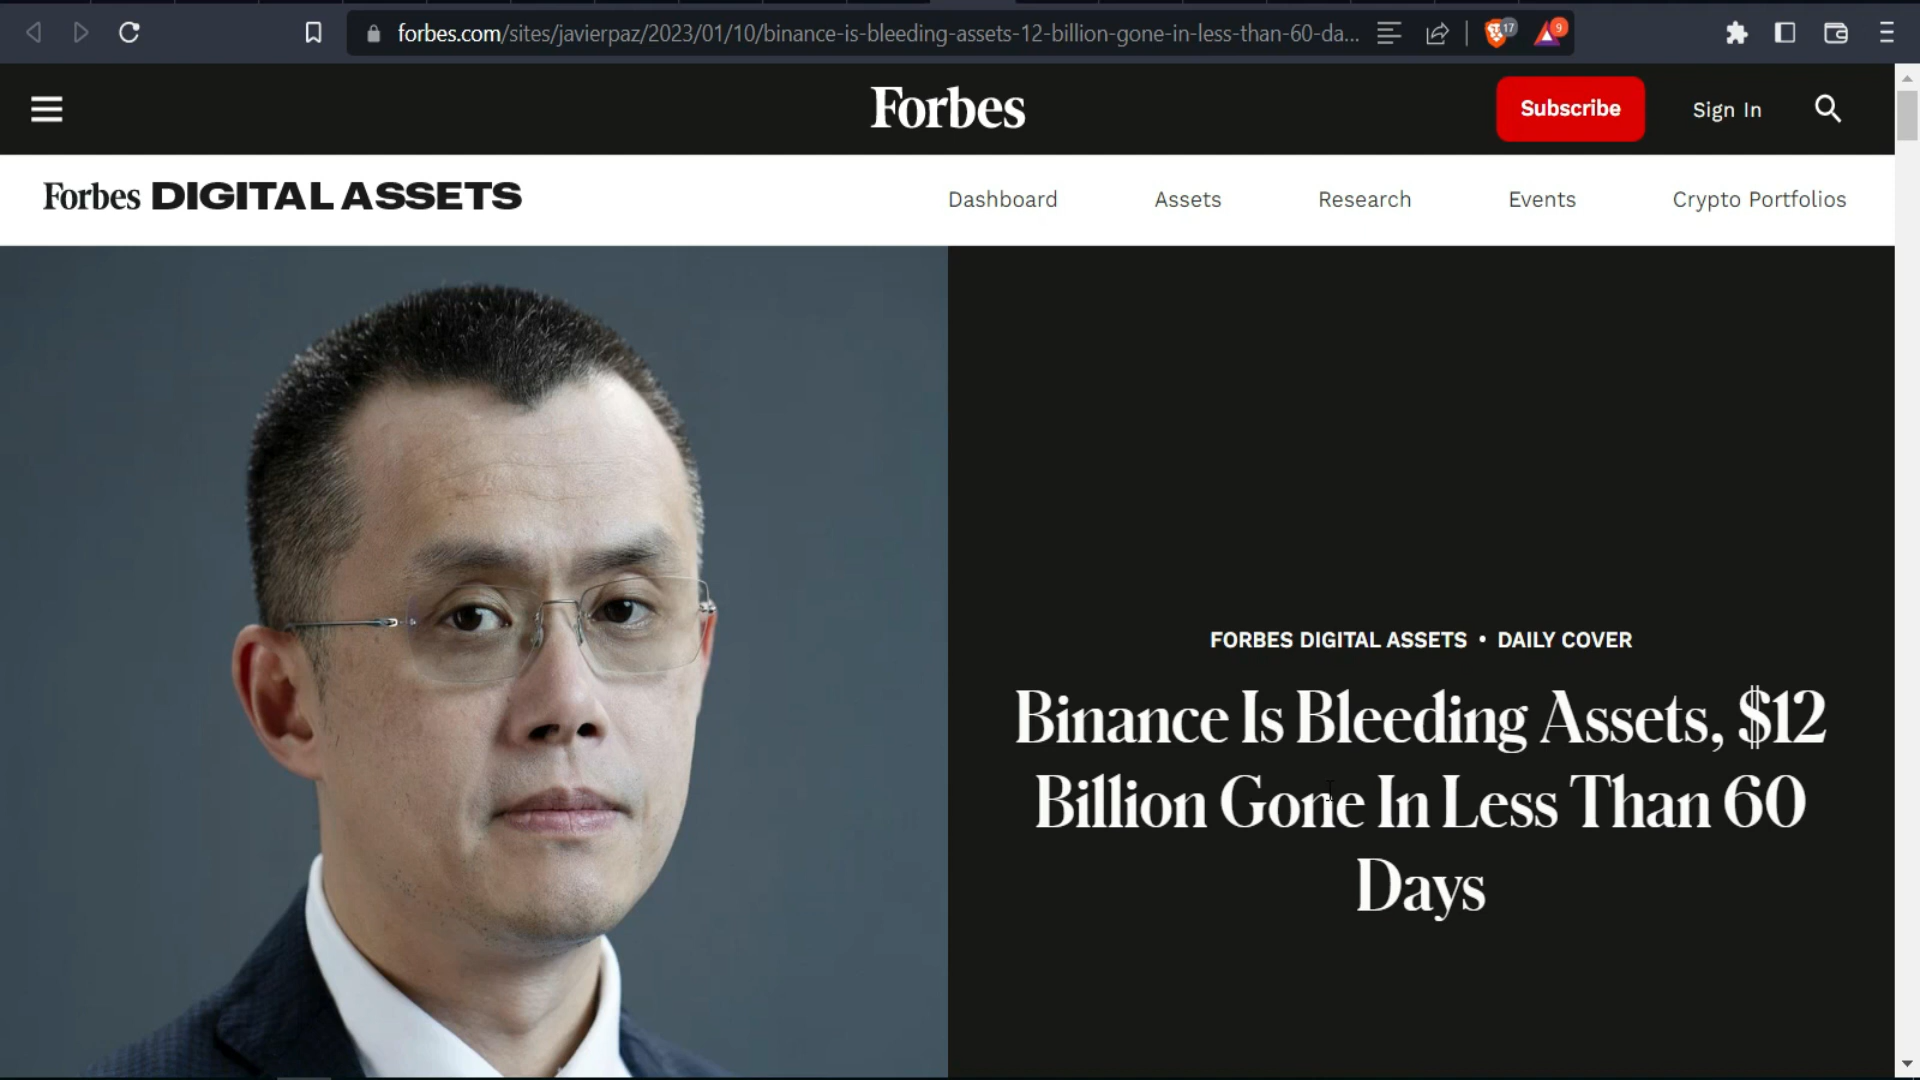 forbes.com/sites/javierpaz/2023/01/10/binance-is-bleeding-assets-12-billion-gone-in-less-than-60-da...
17
9
Forbes
Subscribe
Sign In
Forbes DIGITAL ASSETS
Dashboard
Assets
Research
Events
Crypto Portfolios
FORBES DIGITAL ASSETS • DAILY COVER
Binance Is Bleeding Assets, $12
Billion Gone In Less Than 60
Days